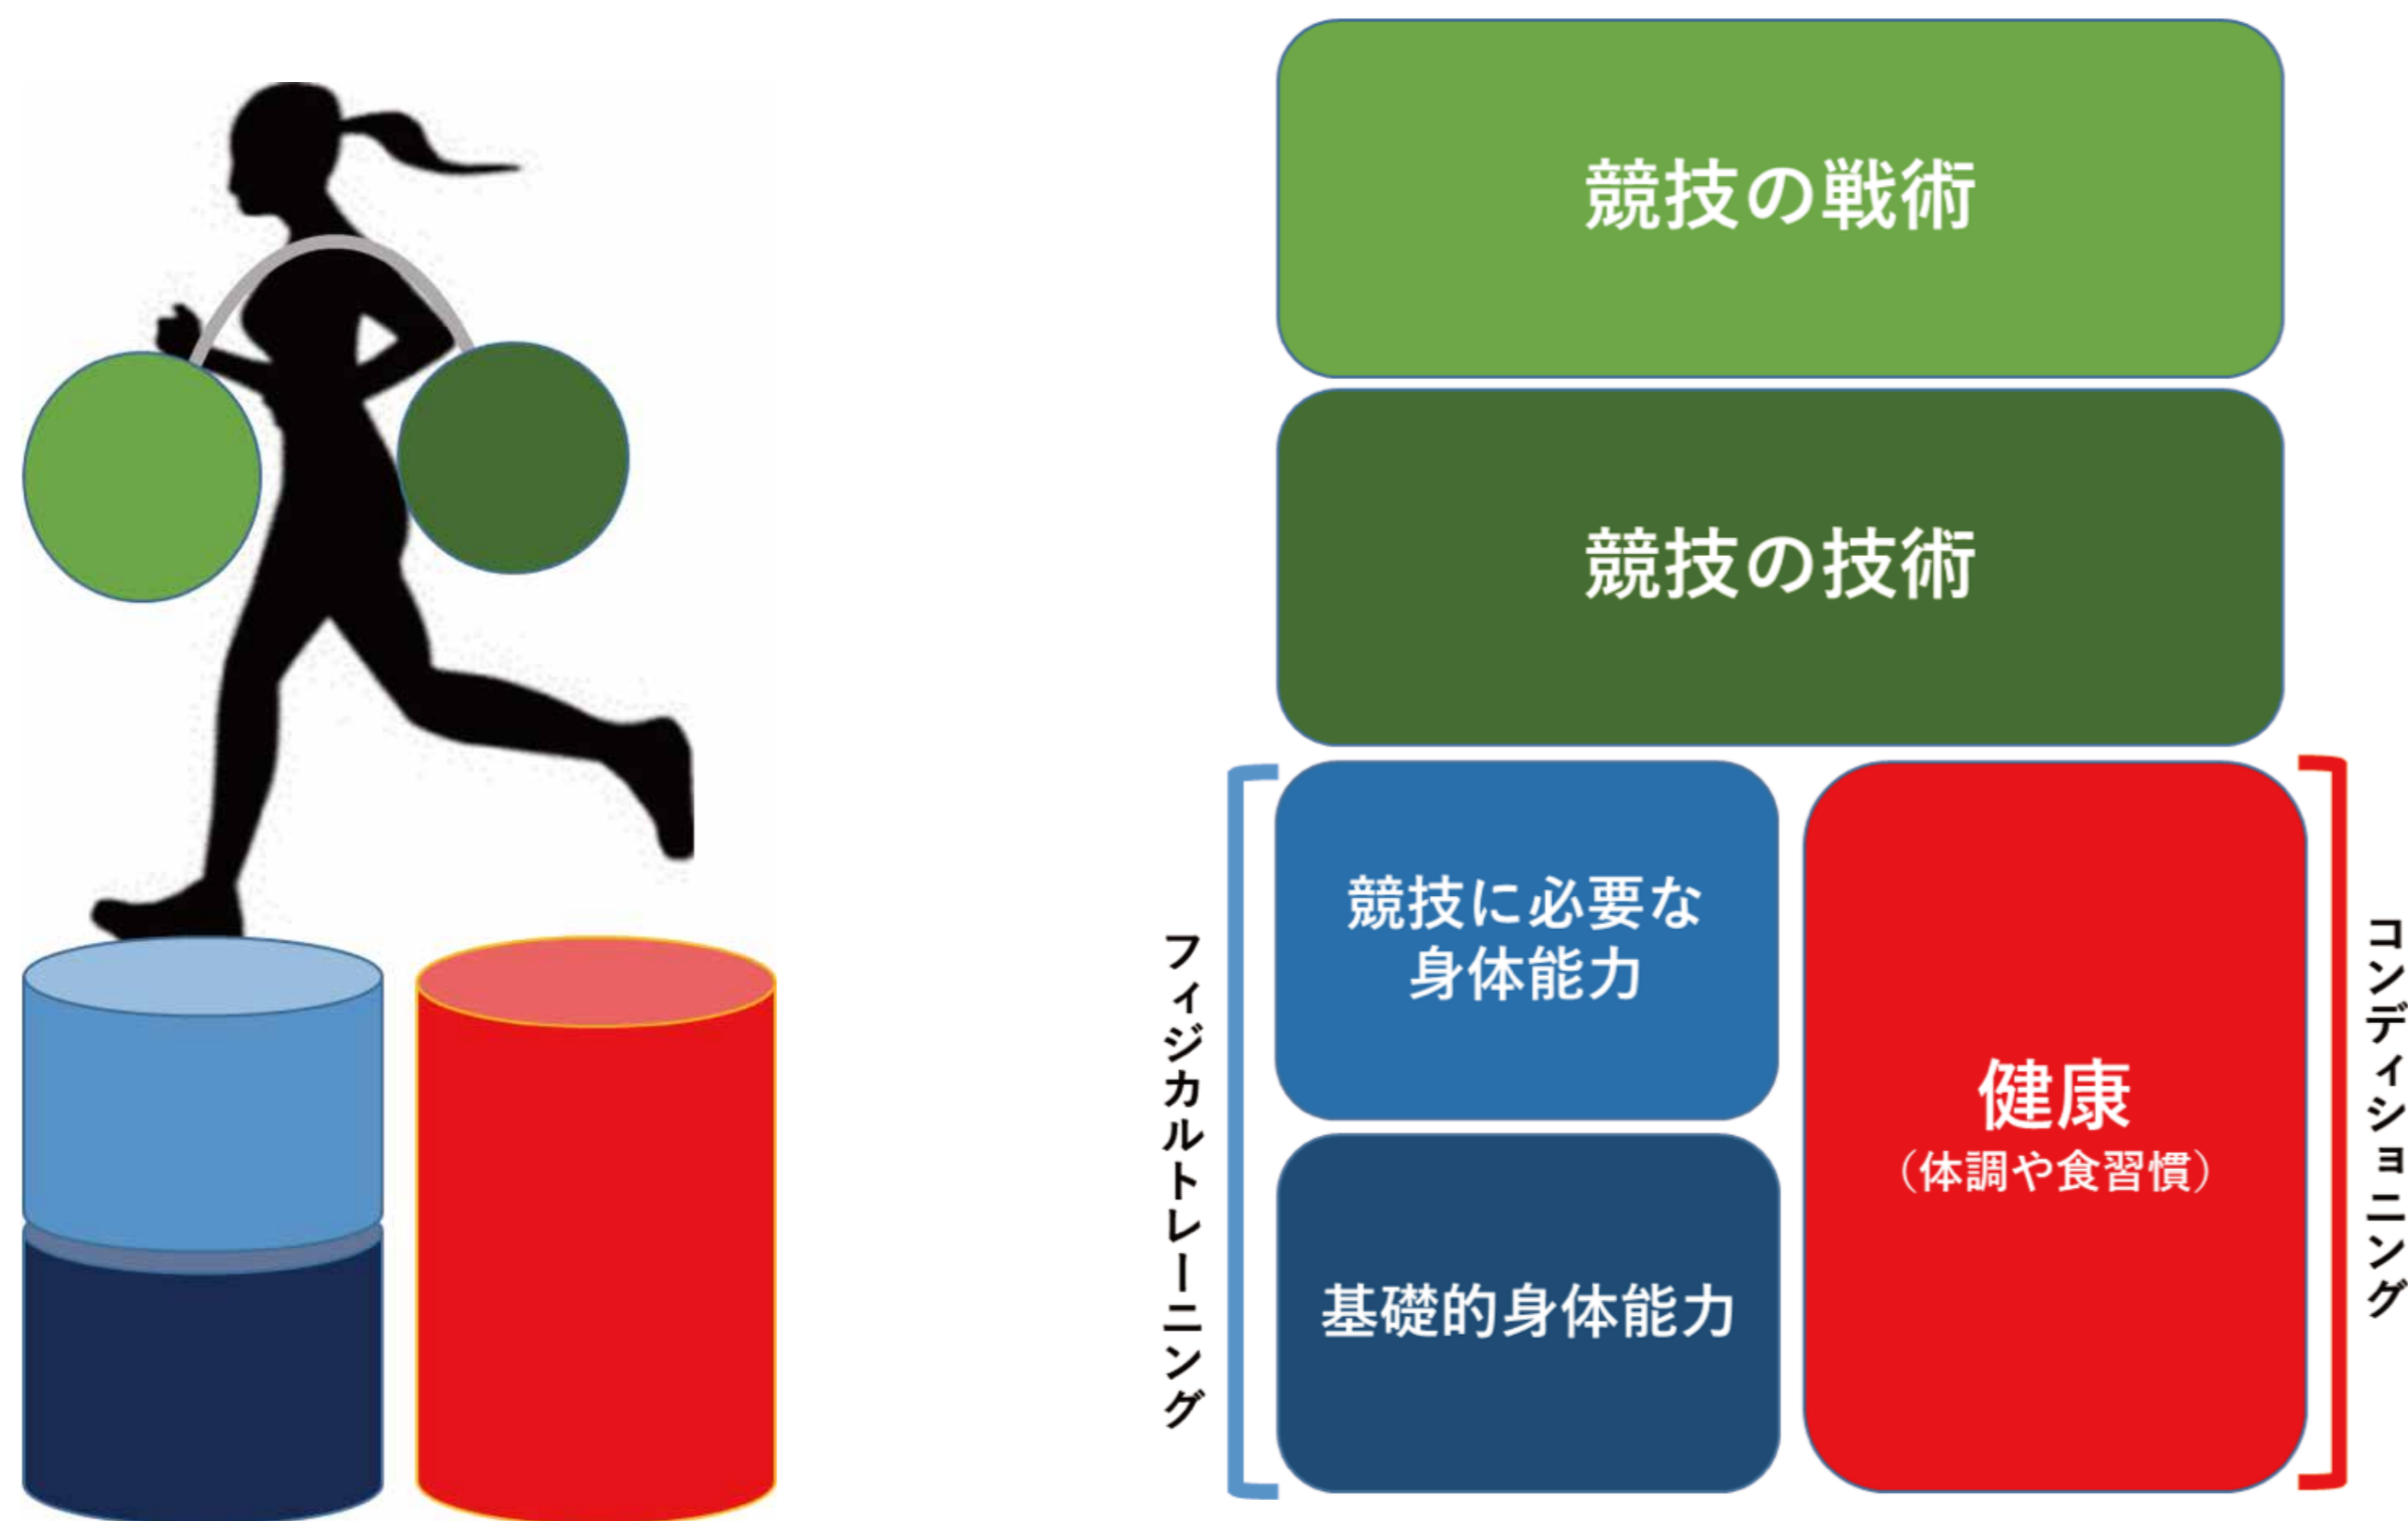 競技の戦術
競技の技術
フィジカルトレーニング
競技に必要な
身体能力
基礎的身体能力
健康
（体調や食習慣）
コンディショニング